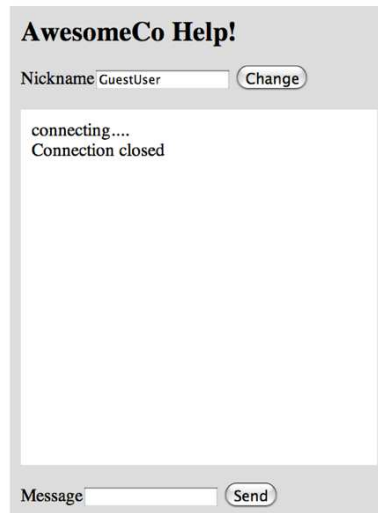 AwesomeCo Help!
Nickname GuestUser Change
connecting....
Connection closed
Message Send